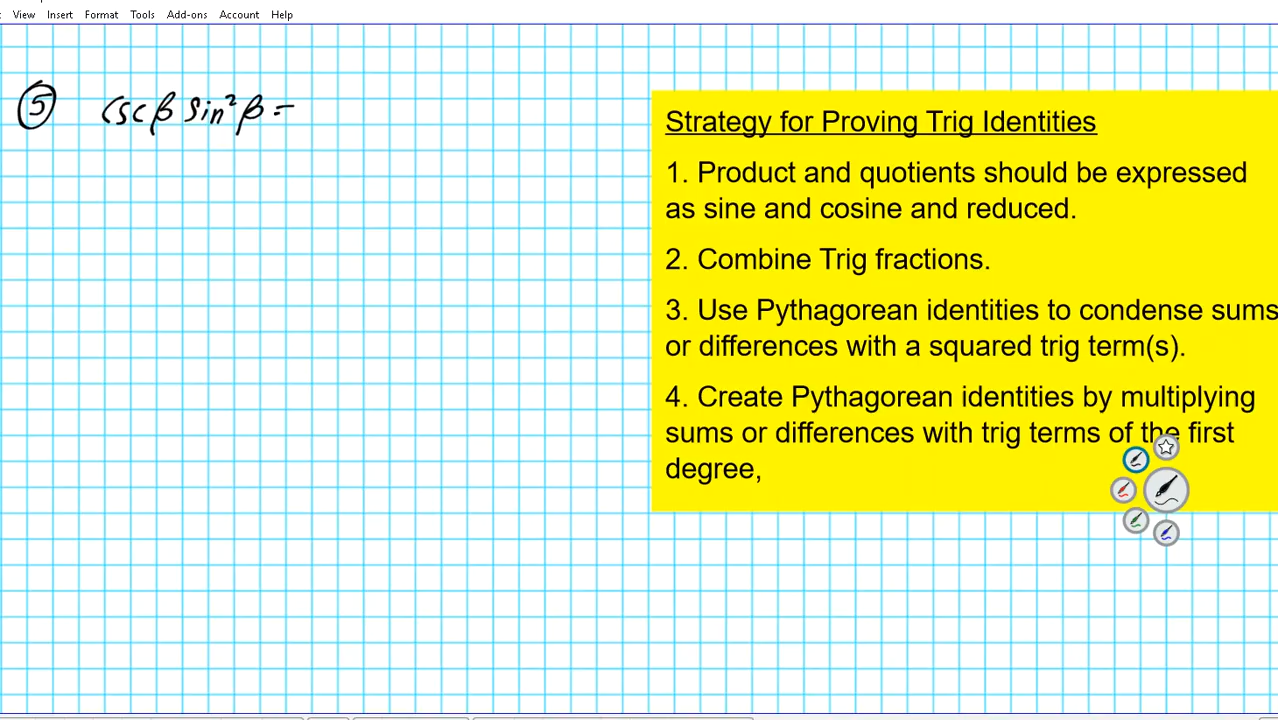 View Insert Format Tools Add-ons Account Help
⑤ csc β sin² β =
Strategy for Proving Trig Identities
1. Product and quotients should be expressed
as sine and cosine and reduced.
2. Combine Trig fractions.
3. Use Pythagorean identities to condense sums
or differences with a squared trig term(s).
4. Create Pythagorean identities by multiplying
sums or differences with trig terms of the first
degree,